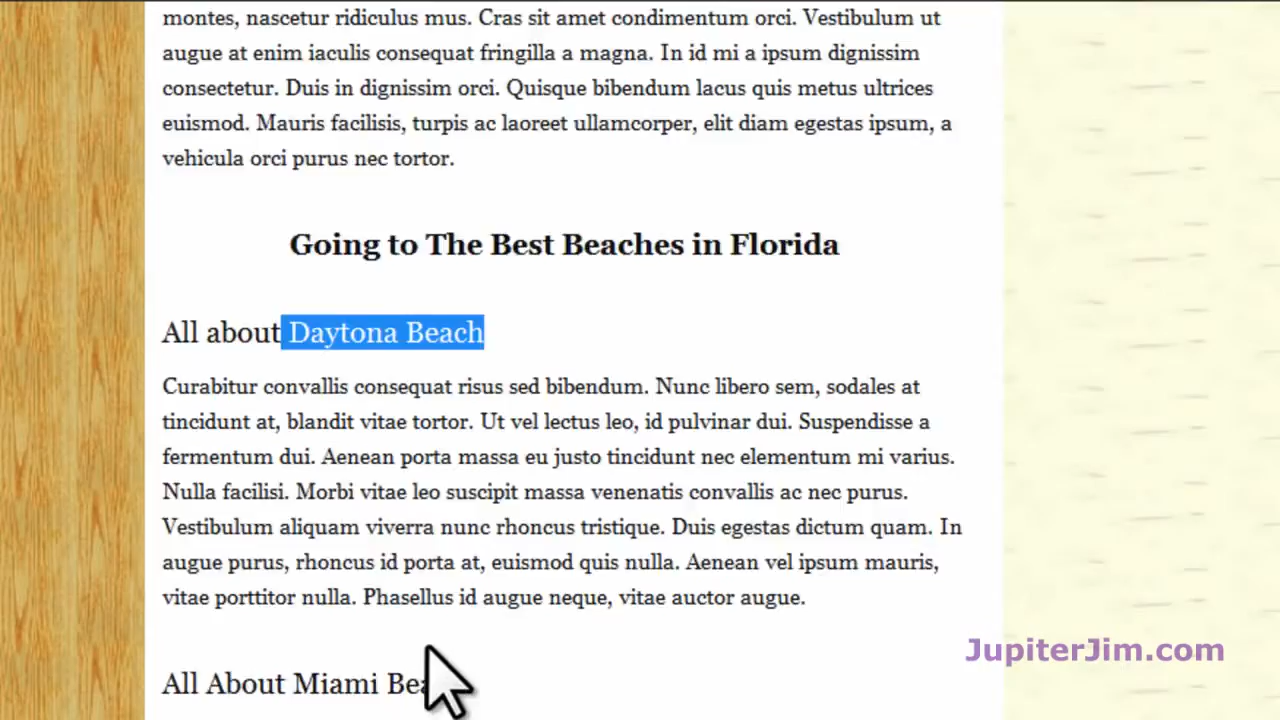 montes, nascetur ridiculus mus. Cras sit amet condimentum orci. Vestibulum ut
augue at enim iaculis consequat fringilla a magna. In id mi a ipsum dignissim
consectetur. Duis in dignissim orci. Quisque bibendum lacus quis metus ultrices
euismod. Mauris facilisis, turpis ac laoreet ullamcorper, elit diam egestas ipsum, a
vehicula orci purus nec tortor.
Going to The Best Beaches in Florida
All about Daytona Beach
Curabitur convallis consequat risus sed bibendum. Nunc libero sem, sodales at
tincidunt at, blandit vitae tortor. Ut vel lectus leo, id pulvinar dui. Suspendisse a
fermentum dui. Aenean porta massa eu justo tincidunt nec elementum mi varius.
Nulla facilisi. Morbi vitae leo suscipit massa venenatis convallis ac nec purus.
Vestibulum aliquam viverra nunc rhoncus tristique. Duis egestas dictum quam. In
augue purus, rhoncus id porta at, euismod quis nulla. Aenean vel ipsum mauris,
vitae porttitor nulla. Phasellus id augue neque, vitae auctor augue.
All About Miami
JupiterJim.com